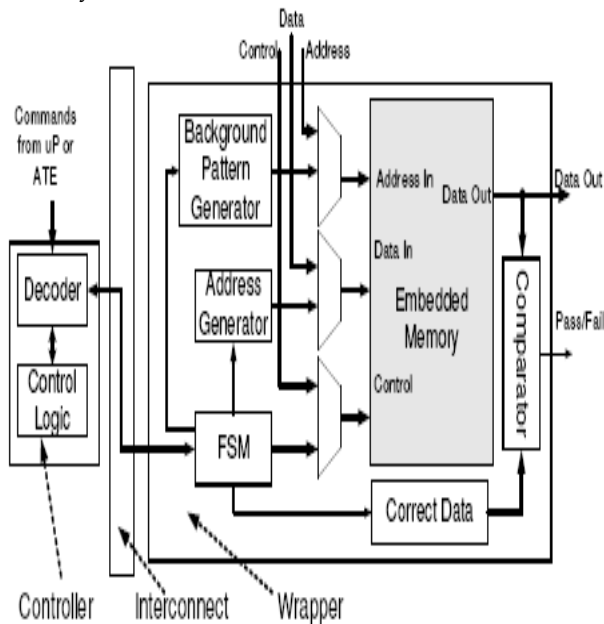 Data
Control
Address
Commands
from uP or
ATE
Background
Pattern
Generator
Address In
Data Out
Data Out
Data In
Decoder
Address
Generator
Embedded
Memory
Comparator
Pass/Fail
Control
Logic
Control
FSM
Correct Data
Controller
Interconnect
Wrapper